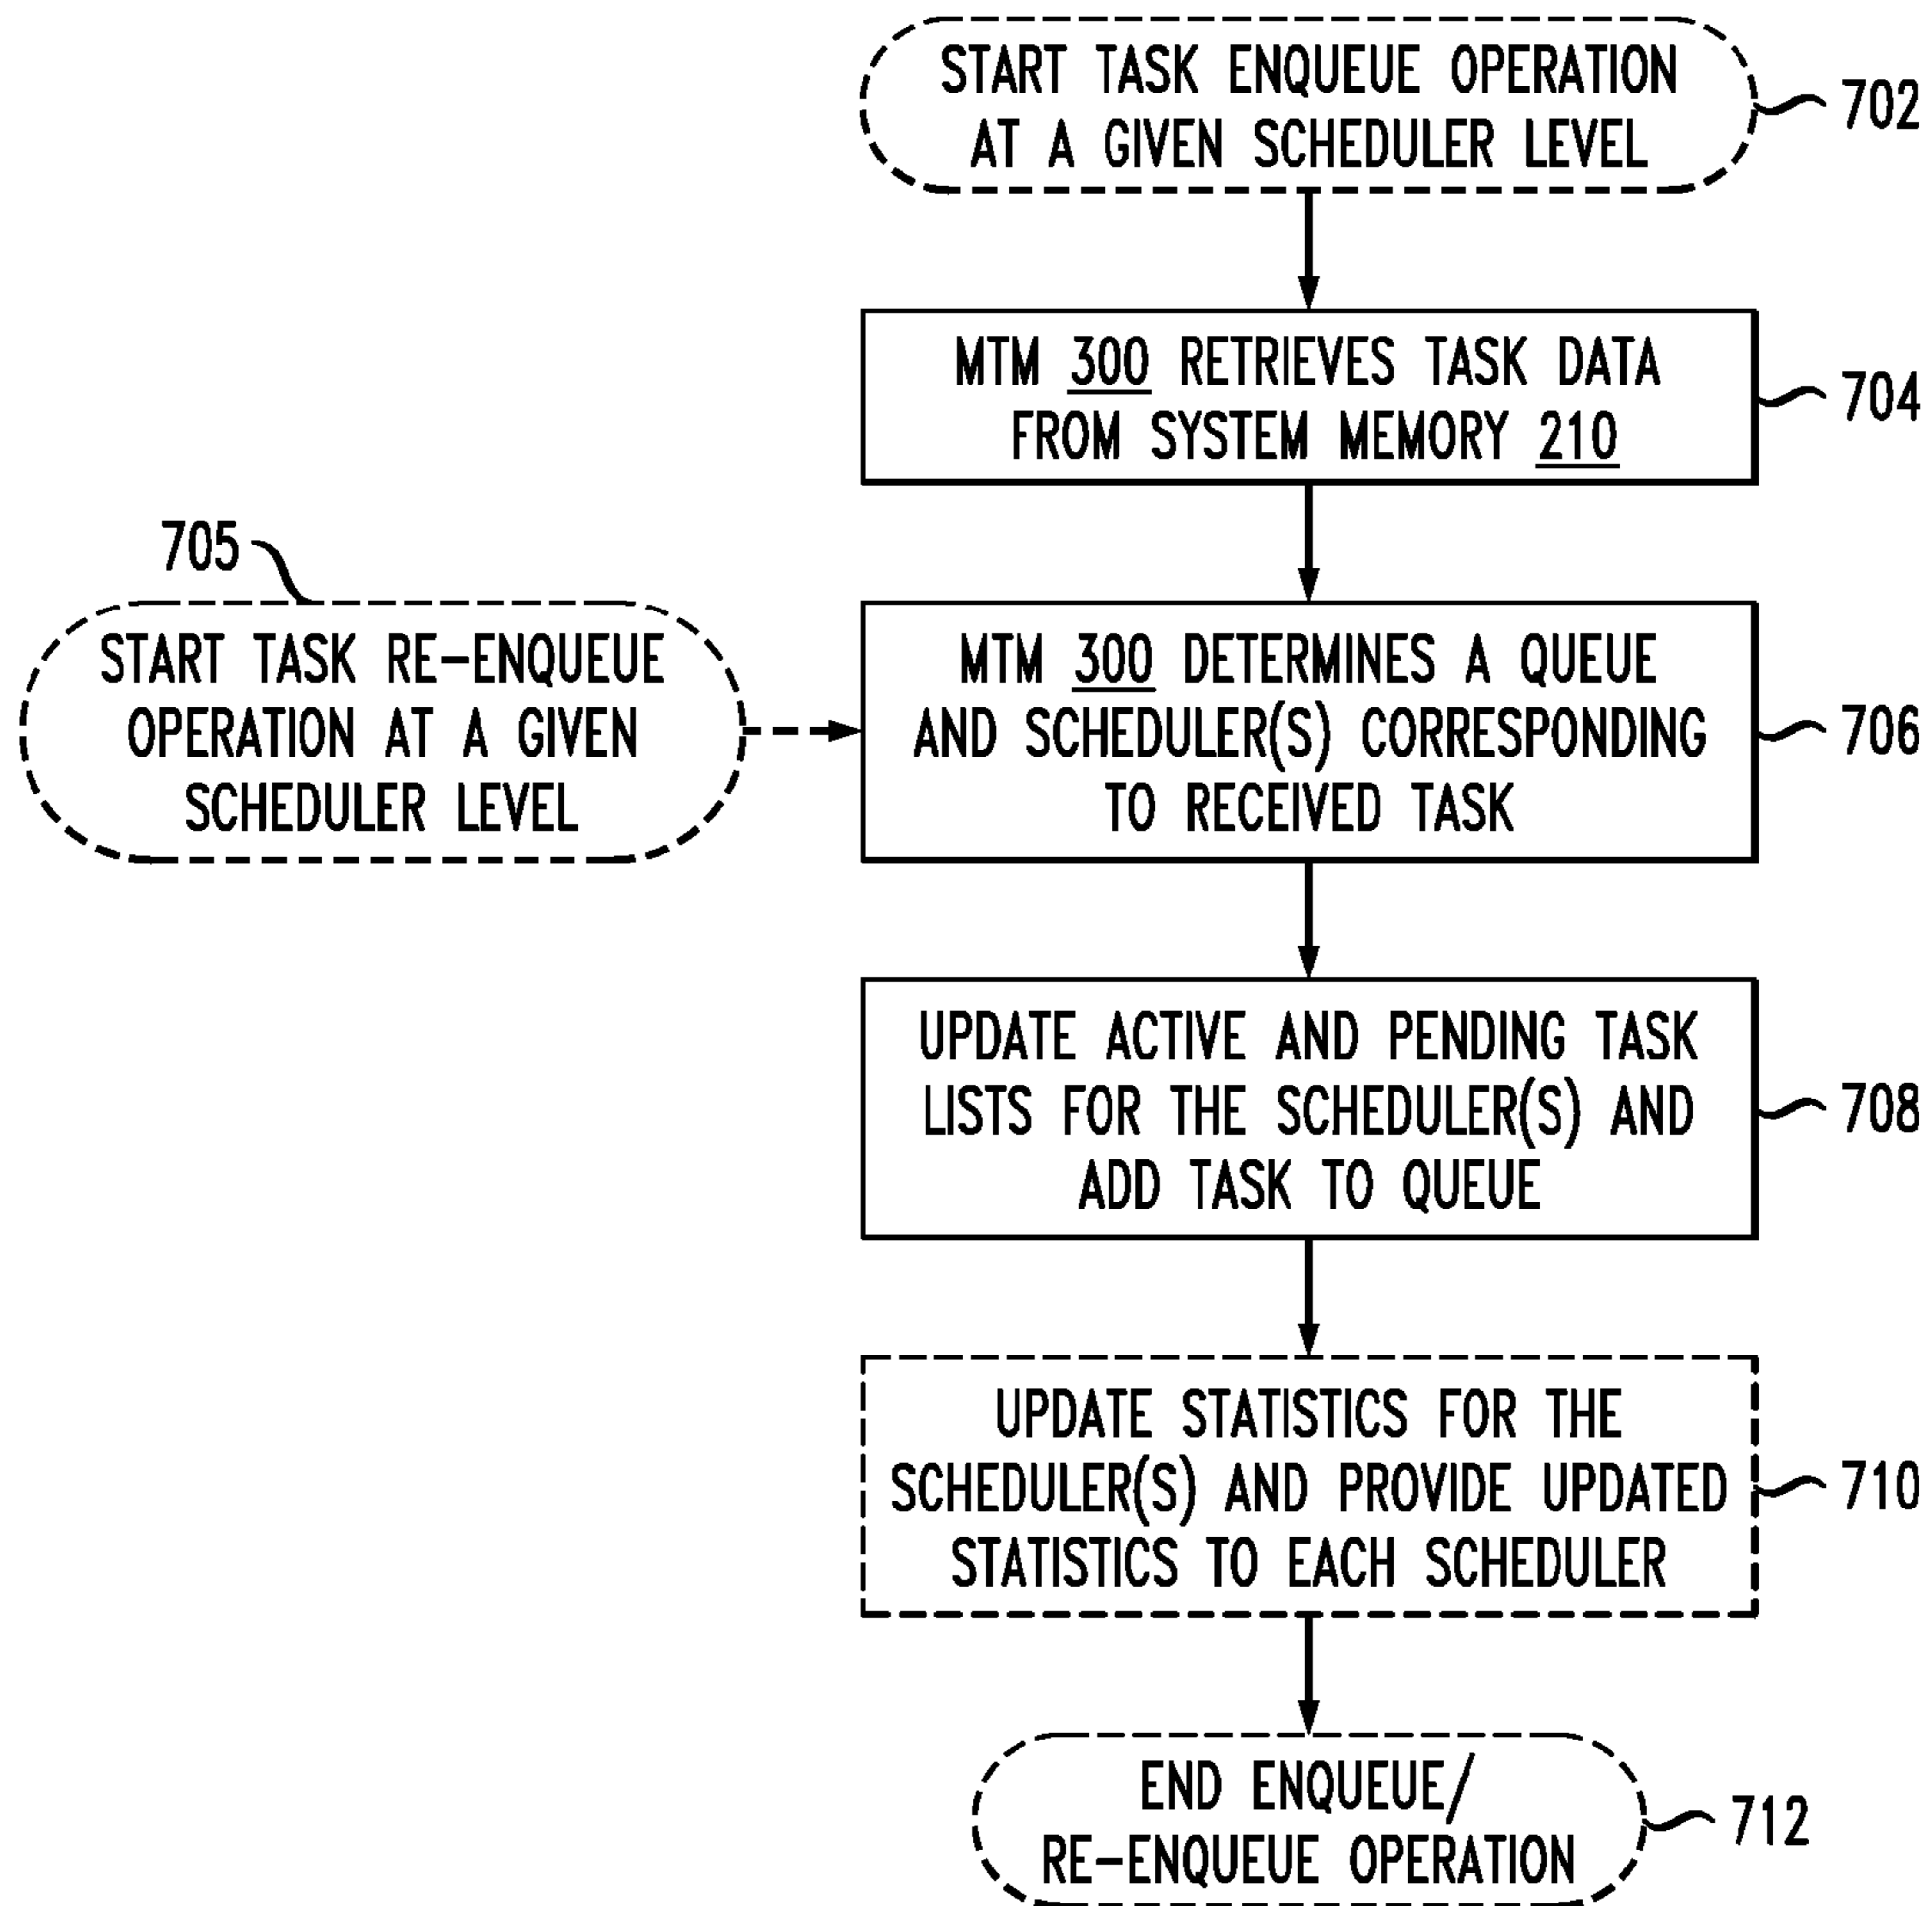 START TASK ENQUEUE OPERATION
AT A GIVEN SCHEDULER LEVEL
702
MTM 300 RETRIEVES TASK DATA
FROM SYSTEM MEMORY 210
704
705
START TASK RE-ENQUEUE
OPERATION AT A GIVEN
SCHEDULER LEVEL
MTM 300 DETERMINES A QUEUE
AND SCHEDULER(S) CORRESPONDING
TO RECEIVED TASK
706
UPDATE ACTIVE AND PENDING TASK
LISTS FOR THE SCHEDULER(S) AND
ADD TASK TO QUEUE
708
UPDATE STATISTICS FOR THE
SCHEDULER(S) AND PROVIDE UPDATED
STATISTICS TO EACH SCHEDULER
710
END ENQUEUE/
RE-ENQUEUE OPERATION
712